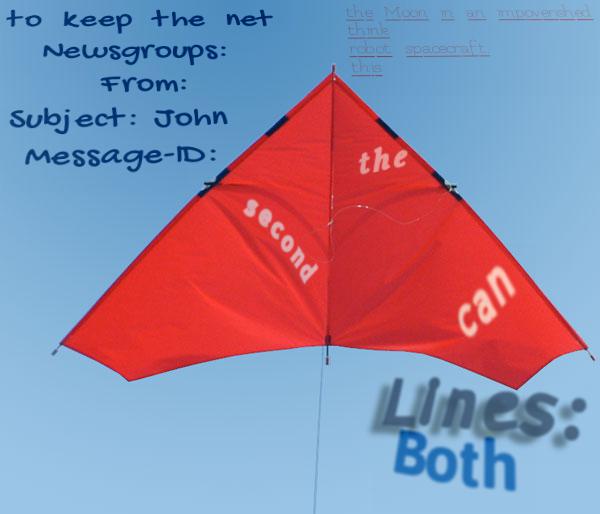 to keep the net
Newsgroups:
From:
Subject: John
Message-ID:
the Moon in an impoverished
think
robot spacecraft.
this
the
second
can
Lines:
Both